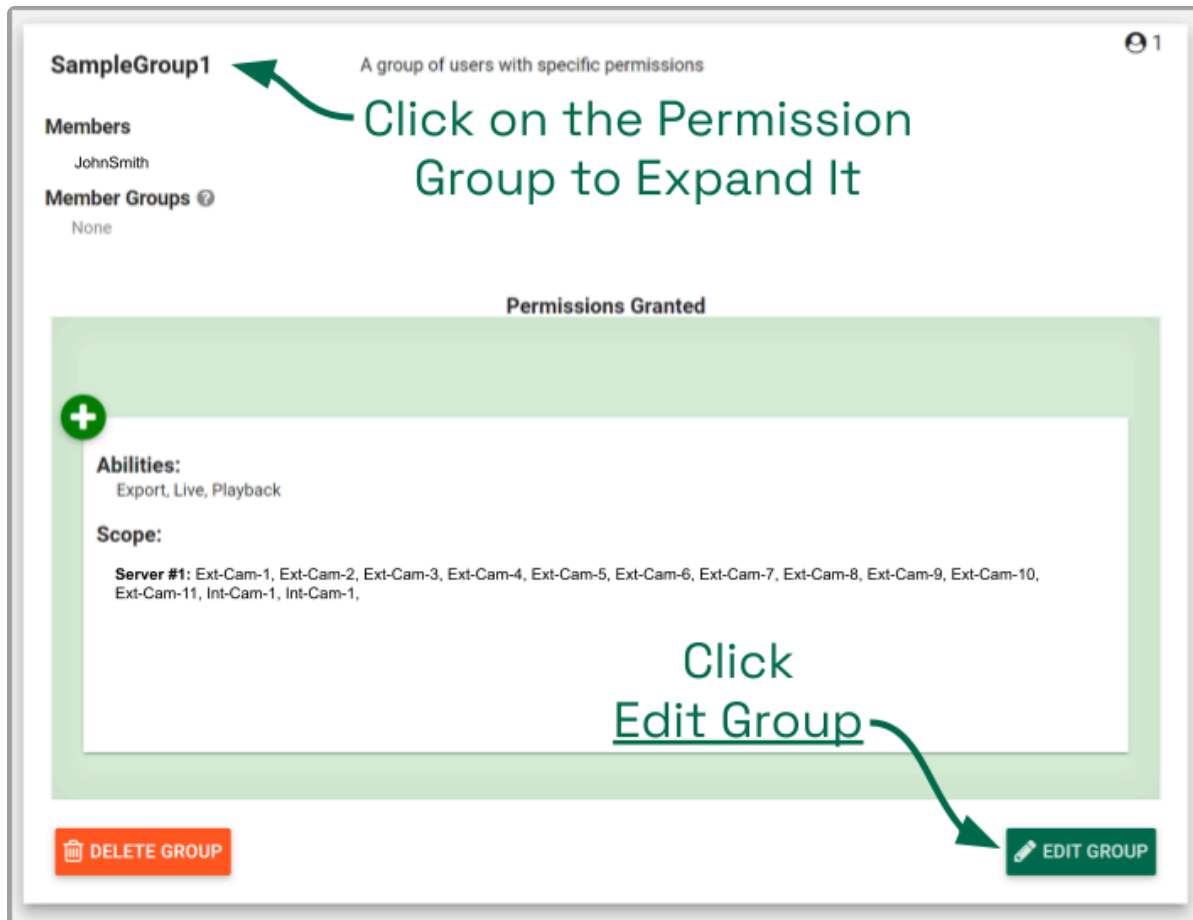 SampleGroup1
A group of users with specific permissions
1
Click on the Permission
Group to Expand It
Members
JohnSmith
Member Groups
None
Permissions Granted
Abilities:
Export, Live, Playback
Scope:
Server #1: Ext-Cam-1, Ext-Cam-2, Ext-Cam-3, Ext-Cam-4, Ext-Cam-5, Ext-Cam-6, Ext-Cam-7, Ext-Cam-8, Ext-Cam-9, Ext-Cam-10,
Ext-Cam-11, Int-Cam-1, Int-Cam-1,
Click
Edit Group
DELETE GROUP
EDIT GROUP